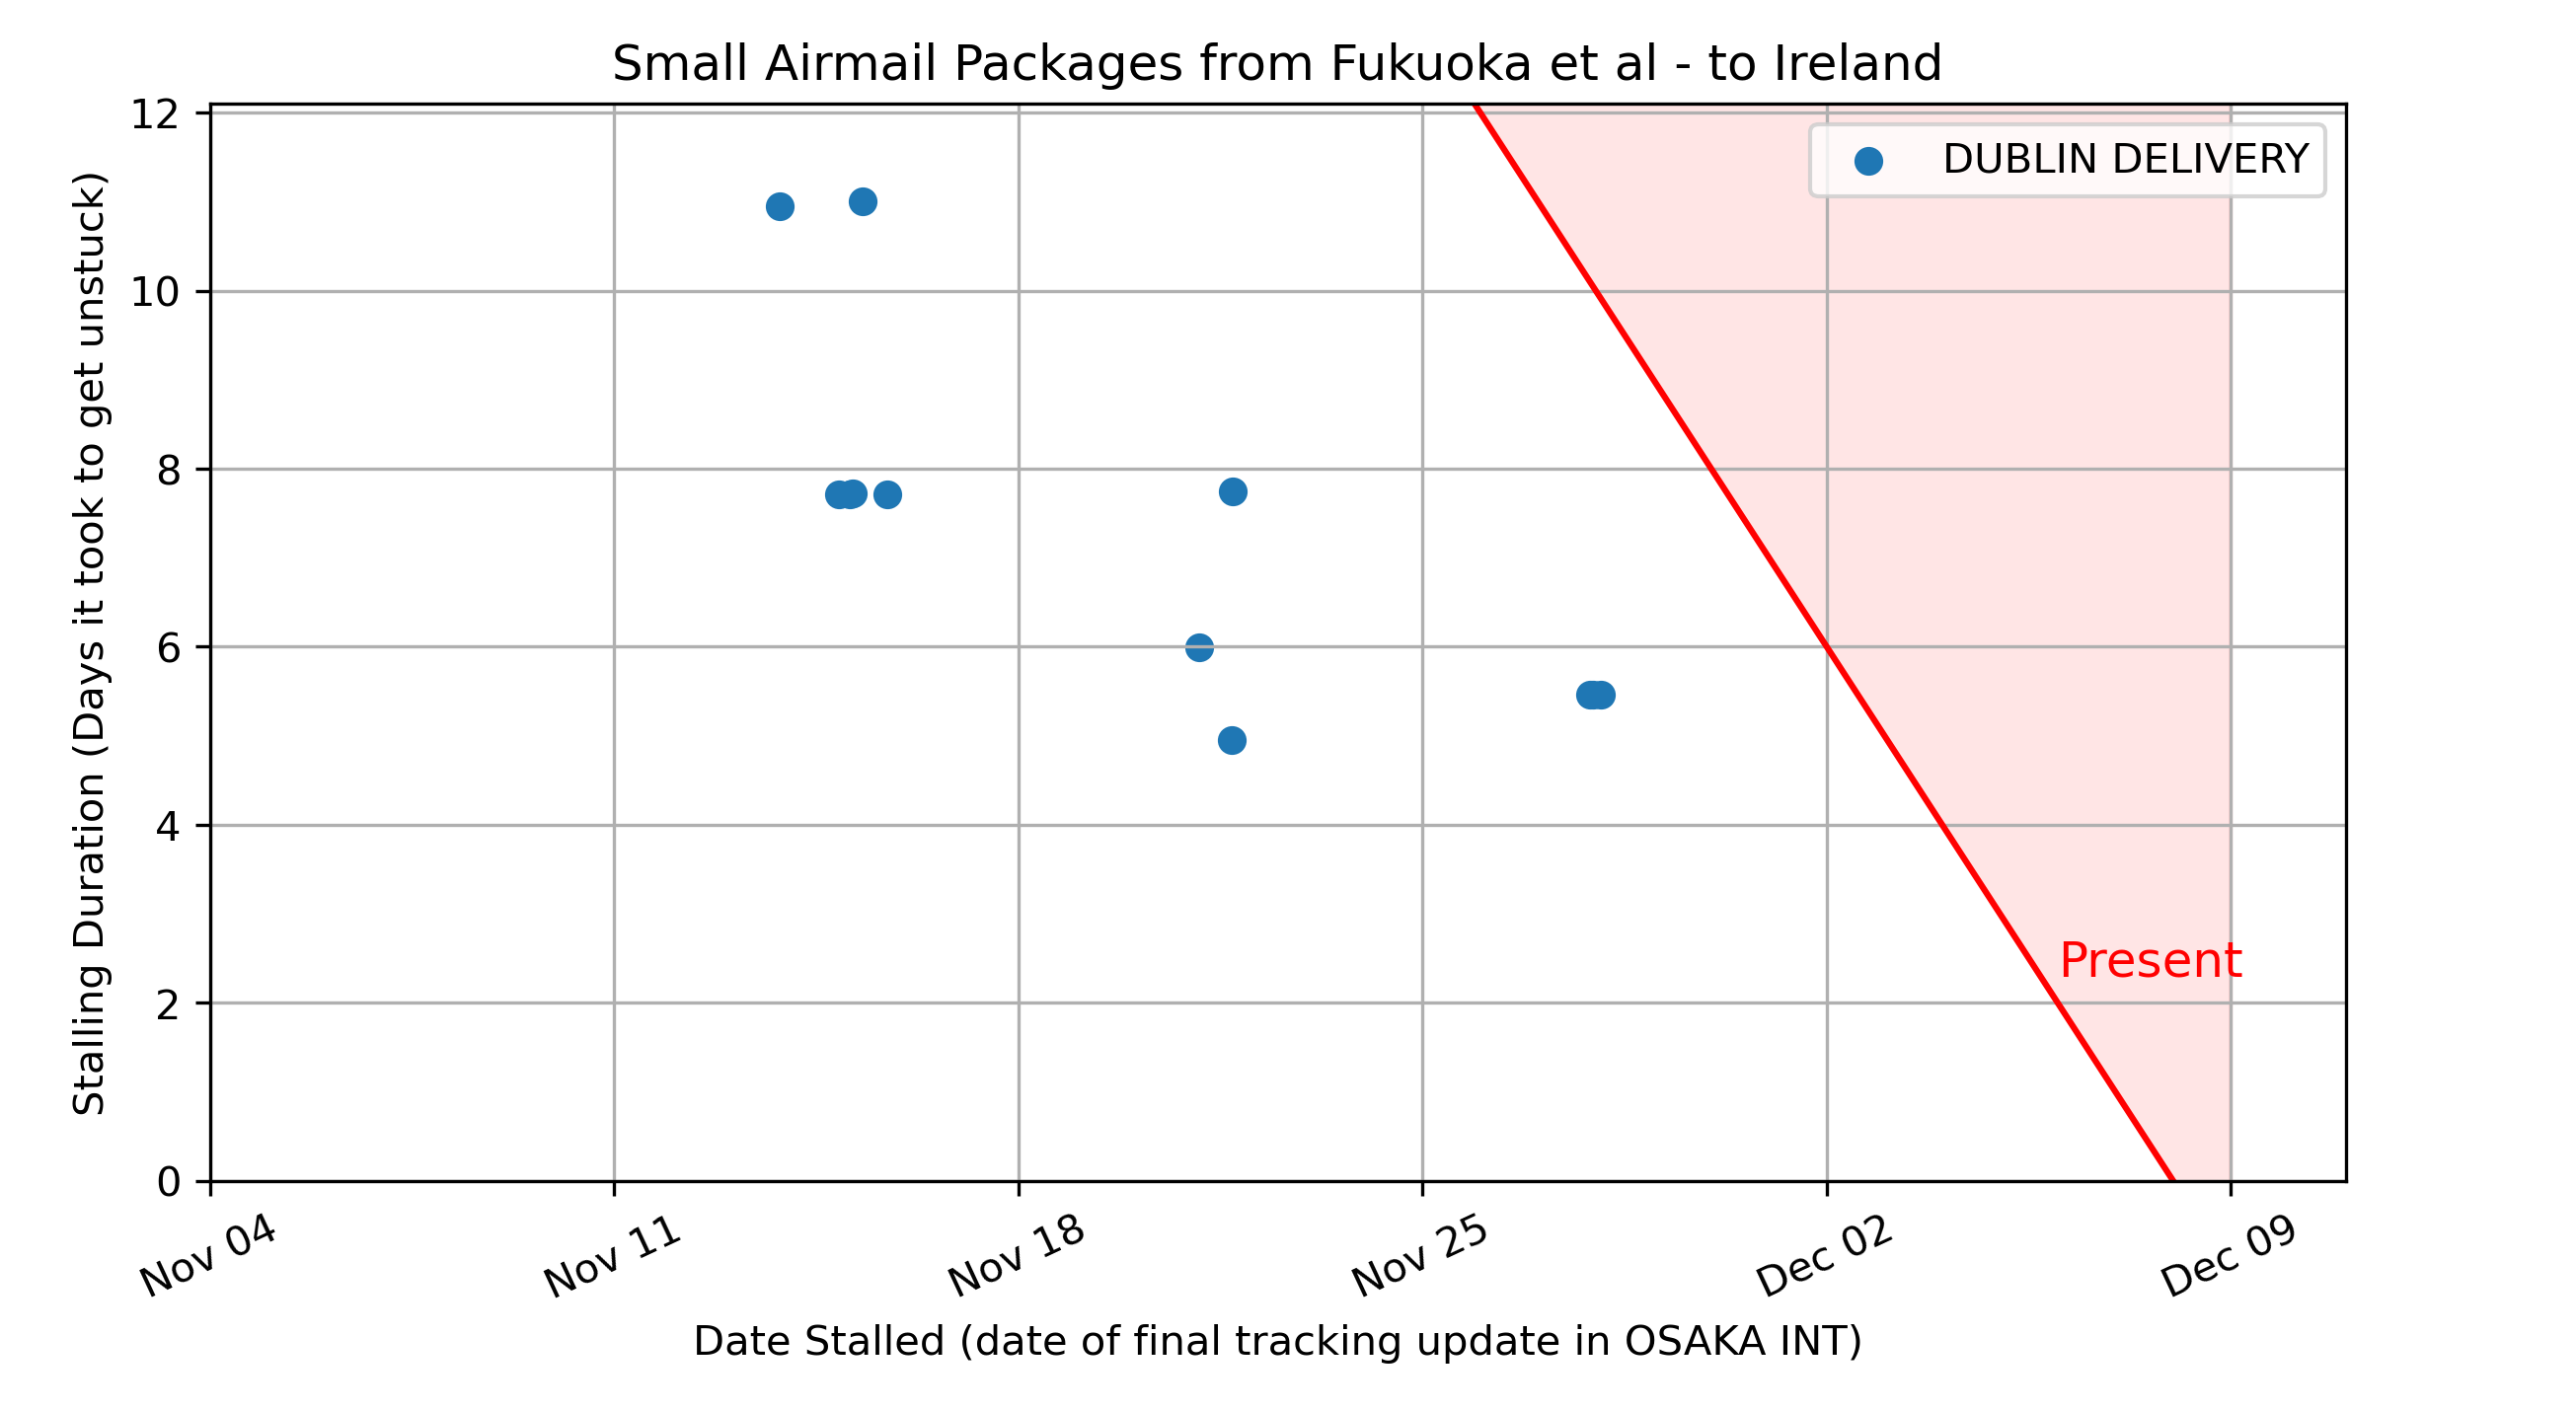 Small Airmail Packages from Fukuoka et al - to Ireland
Stalling Duration (Days it took to get unstuck)
12
10
8
6
4
2
0
DUBLIN DELIVERY
Present
Nov 04
Nov 11
Nov 18
Nov 25
Dec 02
Dec 09
Date Stalled (date of final tracking update in OSAKA INT)